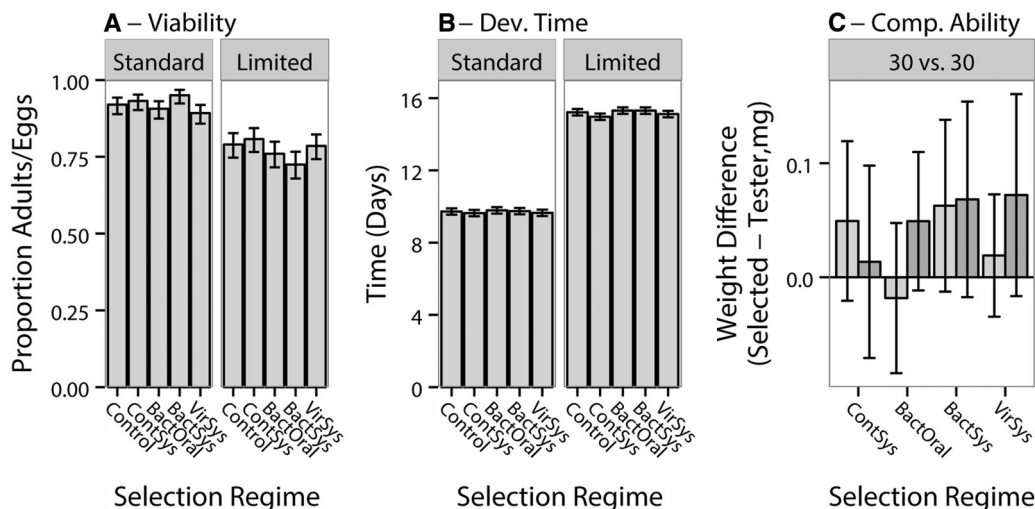 A – Viability
Standard
Limited
Proportion Adults/Eggs
1.00
0.75
0.50
0.25
0.00
Control
ContSys
BactOral
BactSys
VirSys
Control
ContSys
BactOral
BactSys
VirSys
Selection Regime
B – Dev. Time
Standard
Limited
Time (Days)
16
12
8
4
0
Control
ContSys
BactOral
BactSys
VirSys
Control
ContSys
BactOral
BactSys
VirSys
Selection Regime
C – Comp. Ability
30 vs. 30
Weight Difference
(Selected – Tester,mg)
0.1
0.0
ContSys
BactOral
BactSys
VirSys
Selection Regime